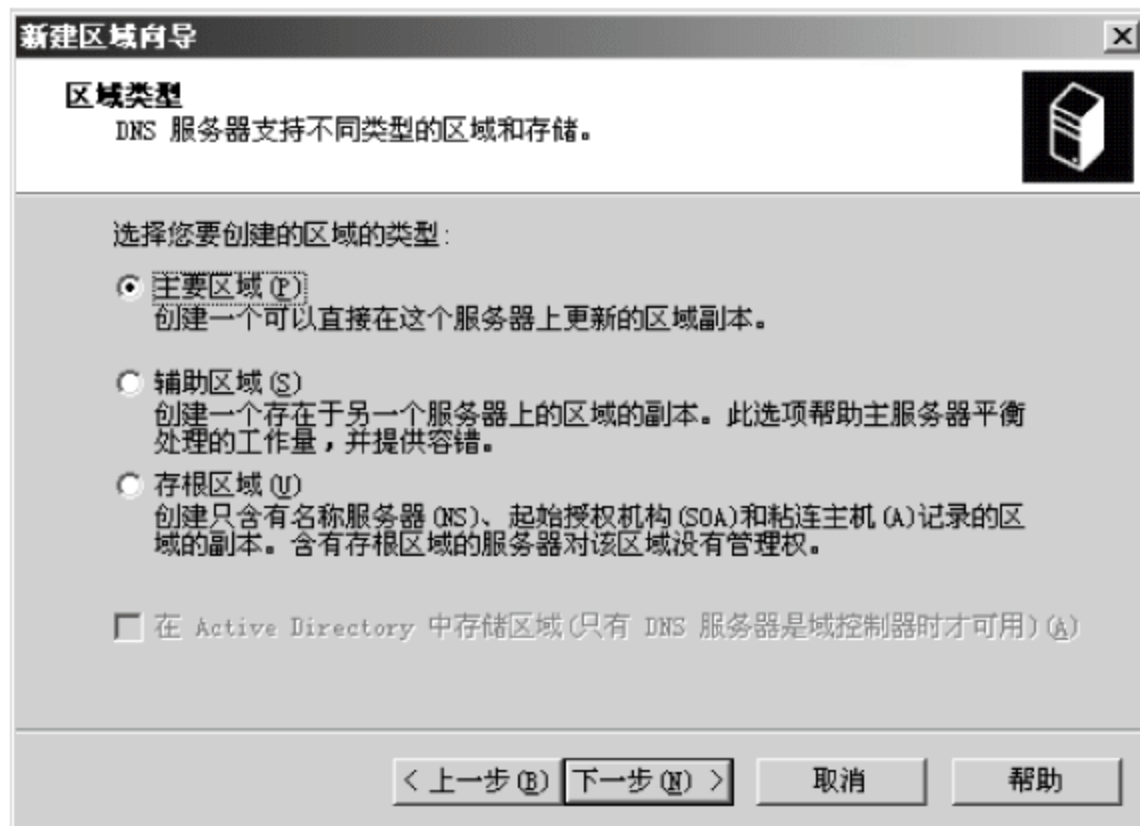 新建区域向导
区域类型
DNS 服务器支持不同类型的区域和存储。
选择您要创建的区域的类型:
主要区域(P)
创建一个可以直接在这个服务器上更新的区域副本。
辅助区域(S)
创建一个存在于另一个服务器上的区域的副本。此选项帮助主服务器平衡
处理的工作量，并提供容错。
存根区域(U)
创建只含有名称服务器(NS)、起始授权机构(SOA)和粘连主机(A)记录的区
域的副本。含有存根区域的服务器对该区域没有管理权。
在 Active Directory 中存储区域(只有 DNS 服务器是域控制器时才可用)(A)
< 上一步(B) 下一步(N) > 取消 帮助